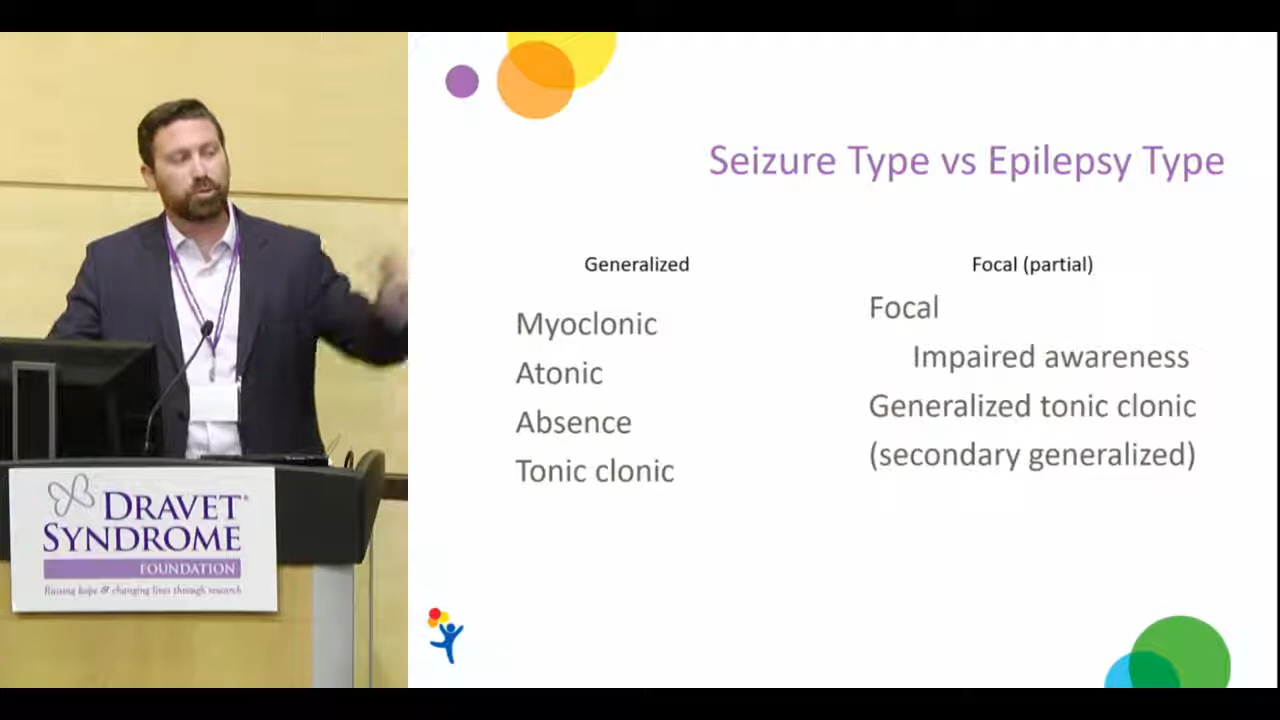 Seizure Type vs Epilepsy Type
Generalized
Myoclonic
Atonic
Absence
Tonic clonic
Focal (partial)
Focal
Impaired awareness
Generalized tonic clonic
(secondary generalized)
DRAVET
SYNDROME
FOUNDATION
Raising hope & changing lives through research